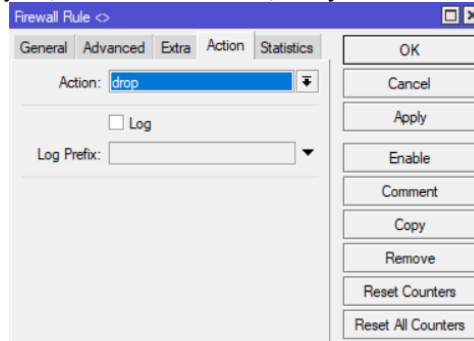 Firewall Rule <>
General Advanced Extra Action Statistics
Action: drop
Log
Log Prefix:
OK
Cancel
Apply
Enable
Comment
Copy
Remove
Reset Counters
Reset All Counters